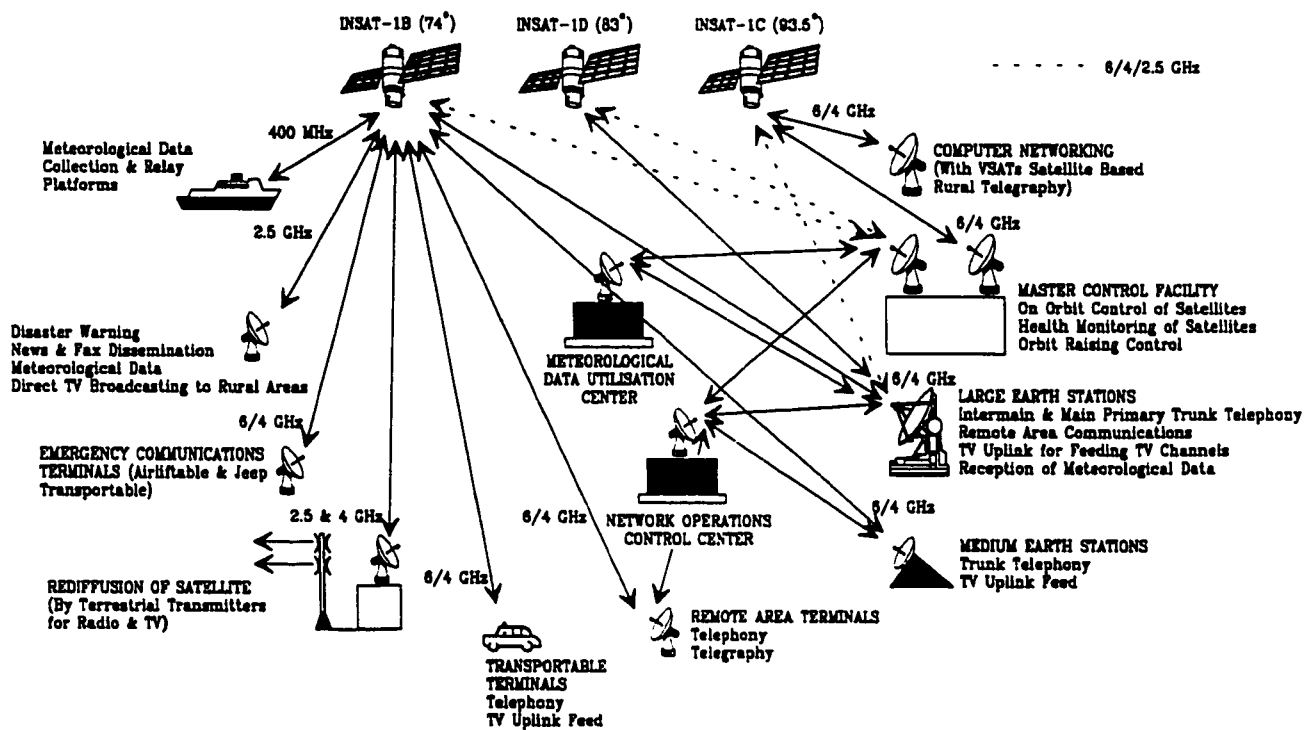 INSAT-1B (74°)
INSAT-1D (83°)
INSAT-1C (93.5°)
6/4/2.5 GHz
400 MHz
6/4 GHz
Meteorological Data
Collection & Relay
Platforms
COMPUTER NETWORKING
(With VSATs Satellite Based
Rural Telegraphy)
2.5 GHz
6/4 GHz
MASTER CONTROL FACILITY
On Orbit Control of Satellites
Health Monitoring of Satellites
Orbit Raising Control
Disaster Warning
News & Fax Dissemination
Meteorological Data
Direct TV Broadcasting to Rural Areas
METEOROLOGICAL
DATA UTILISATION
CENTER
6/4 GHz
LARGE EARTH STATIONS
Intermain & Main Primary Trunk Telephony
Remote Area Communications
TV Uplink for Feeding TV Channels
Reception of Meteorological Data
6/4 GHz
EMERGENCY COMMUNICATIONS
TERMINALS (Airliftable & Jeep
Transportable)
2.5 & 4 GHz
6/4 GHz
NETWORK OPERATIONS
CONTROL CENTER
6/4 GHz
MEDIUM EARTH STATIONS
Trunk Telephony
TV Uplink Feed
REDIFFUSION OF SATELLITE
(By Terrestrial Transmitters
for Radio & TV)
6/4 GHz
REMOTE AREA TERMINALS
Telephony
Telegraphy
TRANSPORTABLE
TERMINALS
Telephony
TV Uplink Feed